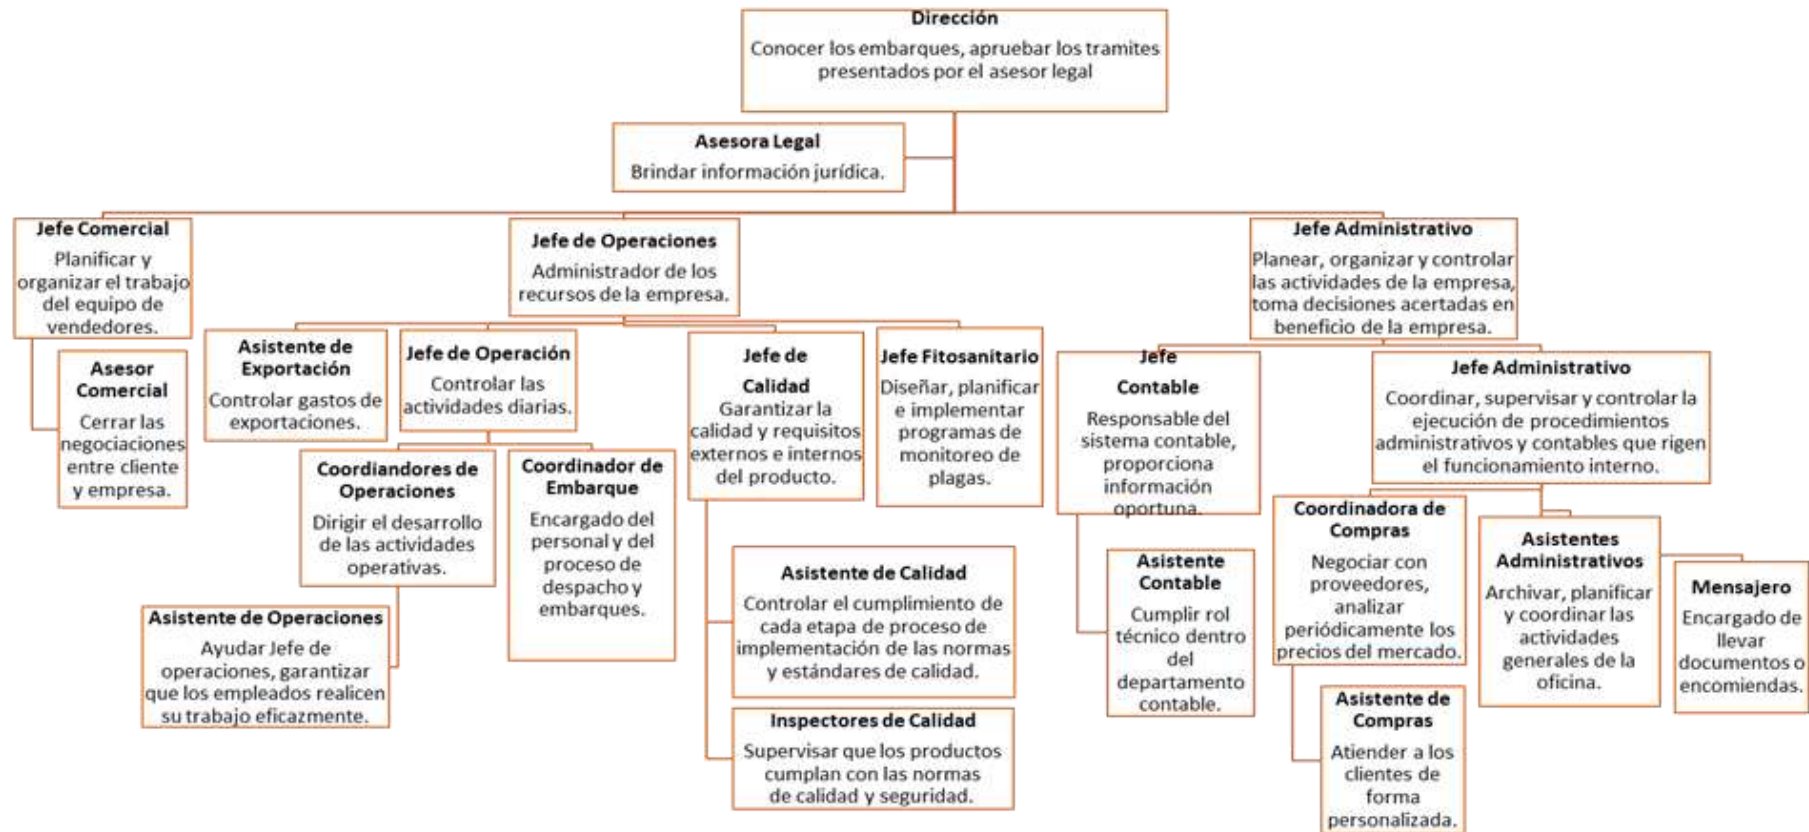 Dirección
Conocer los embarques, apruebar los tramites
presentados por el asesor legal
Asesora Legal
Brindar información jurídica.
Jefe Comercial
Planificar y
organizar el trabajo
del equipo de
vendedores.
Asesor
Comercial
Cerrar las
negociaciones
entre cliente
y empresa.
Jefe de Operaciones
Administrador de los
recursos de la empresa.
Asistente de
Exportación
Controlar gastos de
exportaciones.
Jefe de Operación
Controlar las
actividades diarias.
Coordiandores de
Operaciones
Dirigir el desarrollo
de las actividades
operativas.
Asistente de Operaciones
Ayudar Jefe de
operaciones, garantizar
que los empleados realicen
su trabajo eficazmente.
Coordinador de
Embarque
Encargado del
personal y del
proceso de
despacho y
embarques.
Jefe de
Calidad
Garantizar la
calidad y requisitos
externos e internos
del producto.
Asistente de Calidad
Controlar el cumplimiento de
cada etapa de proceso de
implementación de las normas
y estándares de calidad.
Inspectores de Calidad
Supervisar que los productos
cumplan con las normas
de calidad y seguridad.
Jefe Fitosanitario
Diseñar, planificar
e implementar
programas de
monitoreo de
plagas.
Jefe Administrativo
Planear, organizar y controlar
las actividades de la empresa,
toma decisiones acertadas en
beneficio de la empresa.
Jefe
Contable
Responsable del
sistema contable,
proporciona
información
oportuna.
Asistente
Contable
Cumplir rol
técnico dentro
del
departamento
contable.
Jefe Administrativo
Coordinar, supervisar y controlar la
ejecución de procedimientos
administrativos y contables que rigen
el funcionamiento interno.
Coordinadora de
Compras
Negociar con
proveedores,
analizar
periódicamente los
precios del mercado.
Asistente de
Compras
Atiender a los
clientes de
forma
personalizada.
Asistentes
Administrativos
Archivar, planificar
y coordinar las
actividades
generales de la
oficina.
Mensajero
Encargado de
llevar
documentos o
encomiendas.